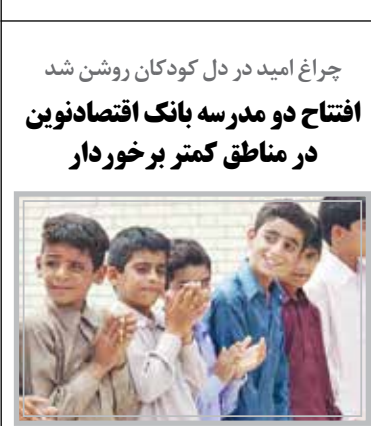 چراغ امید در دل کودکان روشن شد
افتتاح دو مدرسه بانک اقتصادنوین
در مناطق کمتر برخوردار